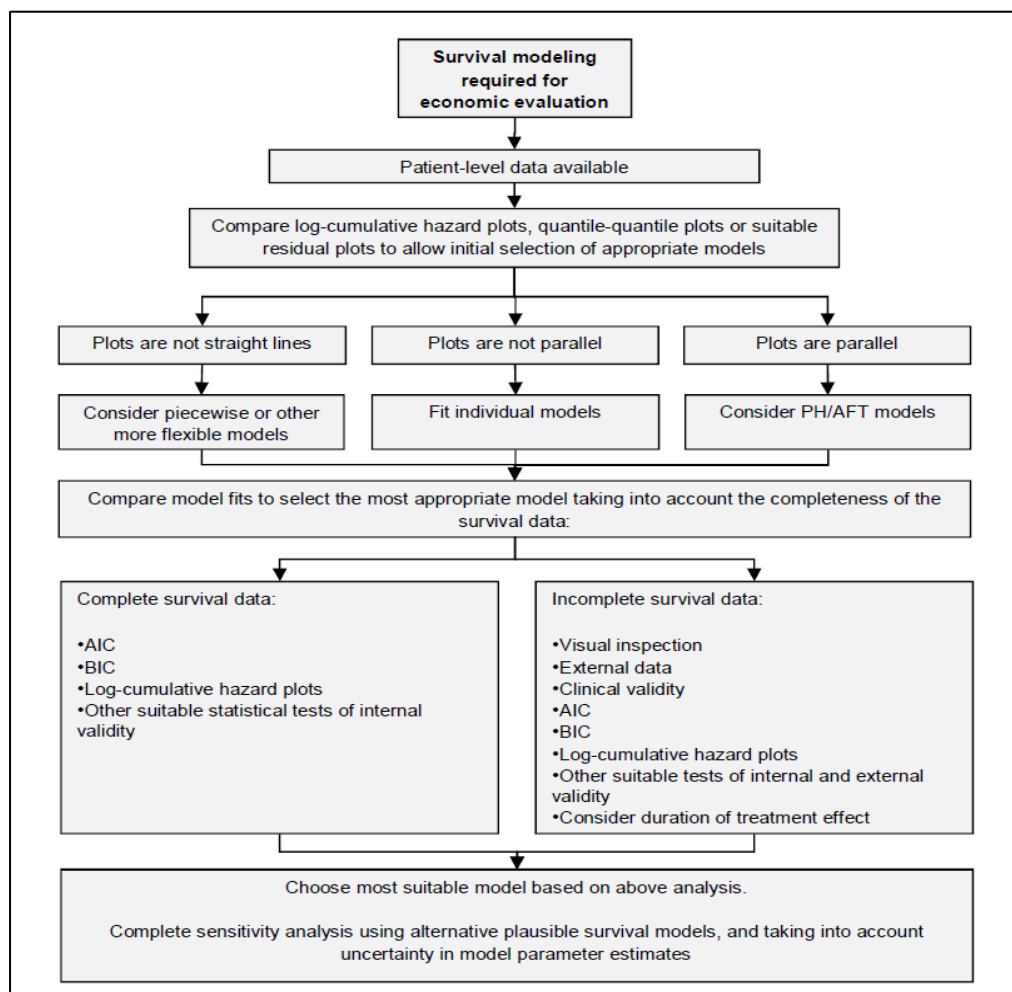 Survival modeling
required for
economic evaluation
Patient-level data available
Compare log-cumulative hazard plots, quantile-quantile plots or suitable
residual plots to allow initial selection of appropriate models
Plots are not straight lines
Plots are not parallel
Plots are parallel
Consider piecewise or other
more flexible models
Fit individual models
Consider PH/AFT models
Compare model fits to select the most appropriate model taking into account the completeness of the
survival data:
Complete survival data:
•AIC
•BIC
•Log-cumulative hazard plots
•Other suitable statistical tests of internal
validity
Incomplete survival data:
•Visual inspection
•External data
•Clinical validity
•AIC
•BIC
•Log-cumulative hazard plots
•Other suitable tests of internal and external
validity
•Consider duration of treatment effect
Choose most suitable model based on above analysis.
Complete sensitivity analysis using alternative plausible survival models, and taking into account
uncertainty in model parameter estimates